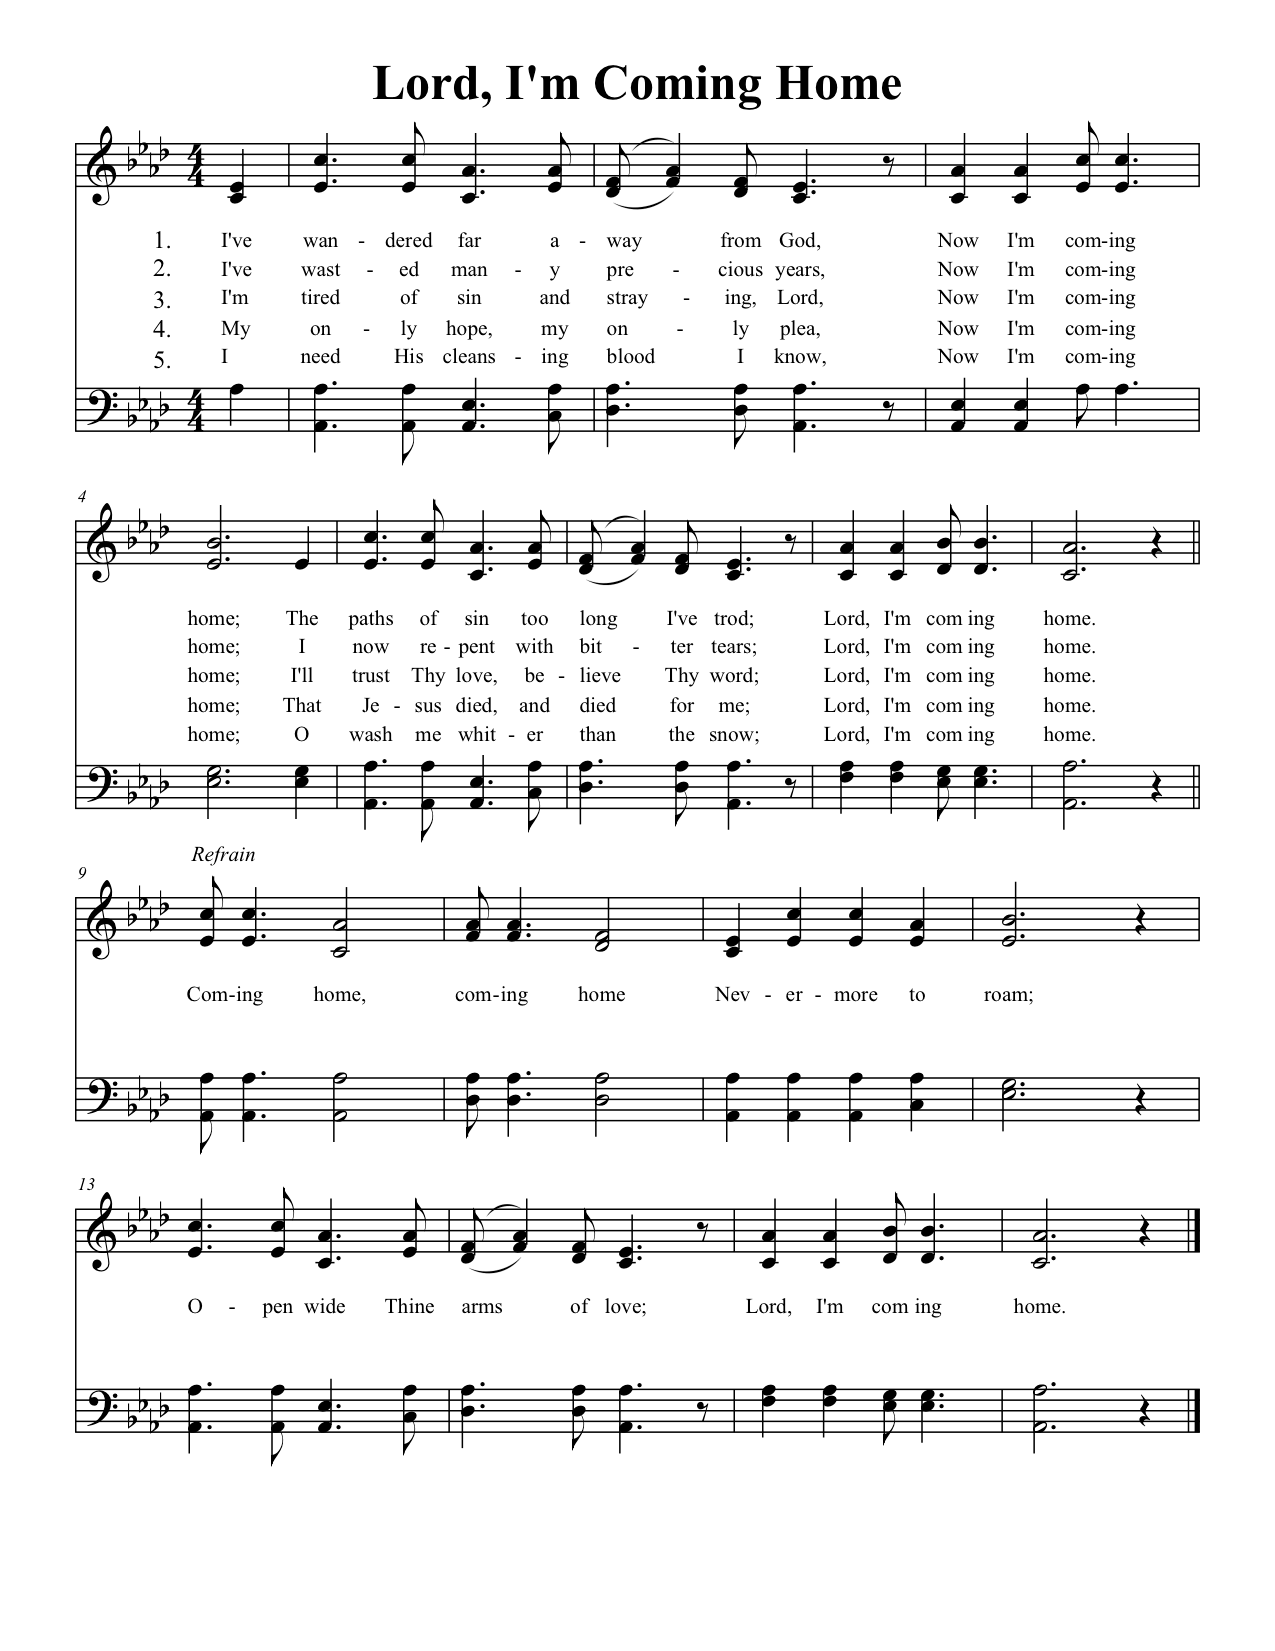 Lord, I'm Coming Home
4
4
1. I've wan - dered far a - way from God, Now I'm com-ing
2. I've wast - ed man - y pre - cious years, Now I'm com-ing
3. I'm tired of sin and stray - ing, Lord, Now I'm com-ing
4. My on - ly hope, my on - ly plea, Now I'm com-ing
5. I need His cleans - ing blood I know, Now I'm com-ing
4
4
4
home; The paths of sin too long I've trod; Lord, I'm com ing home.
home; I now re - pent with bit - ter tears; Lord, I'm com ing home.
home; I'll trust Thy love, be - lieve Thy word; Lord, I'm com ing home.
home; That Je - sus died, and died for me; Lord, I'm com ing home.
home; O wash me whit - er than the snow; Lord, I'm com ing home.
Refrain
9
Com-ing home, com-ing home Nev - er - more to roam;
13
O - pen wide Thine arms of love; Lord, I'm com ing home.